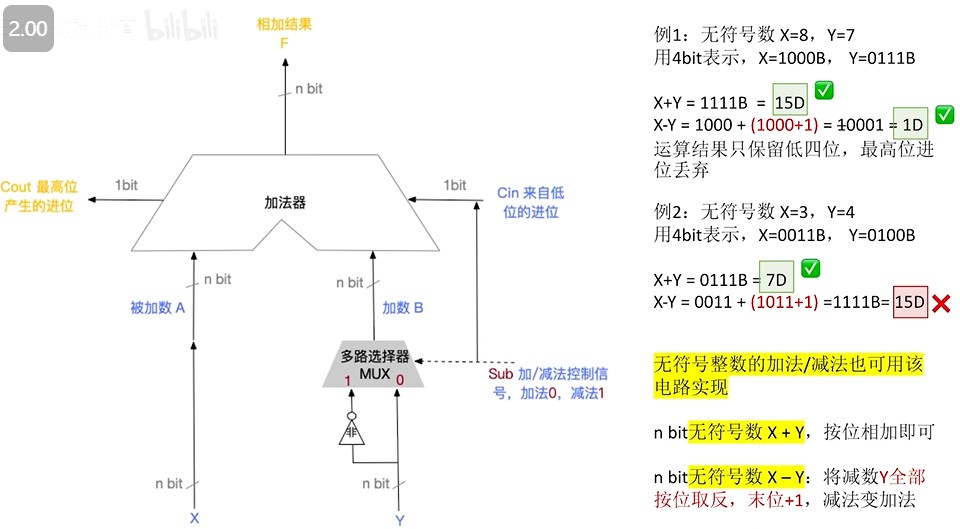 2.00
bilibili
相加结果
F
n bit
Cout 最高位
产生的进位
1bit
加法器
1bit
Cin 来自低
位的进位
n bit
n bit
被加数 A
加数 B
多路选择器
MUX
1
0
Sub 加/减法控制信
号，加法0，减法1
非
n bit
n bit
X
Y
例1：无符号数 X=8，Y=7
用4bit表示，X=1000B， Y=0111B
X+Y = 1111B = 15D ✅
X-Y = 1000 + (1000+1) = 10001 = 1D ✅
运算结果只保留低四位，最高位进
位丢弃
例2：无符号数 X=3，Y=4
用4bit表示，X=0011B， Y=0100B
X+Y = 0111B = 7D ✅
X-Y = 0011 + (1011+1) =1111B= 15D ❌
无符号整数的加法/减法也可用该
电路实现
n bit无符号数 X + Y，按位相加即可
n bit无符号数 X – Y：将减数Y全部
按位取反，末位+1，减法变加法